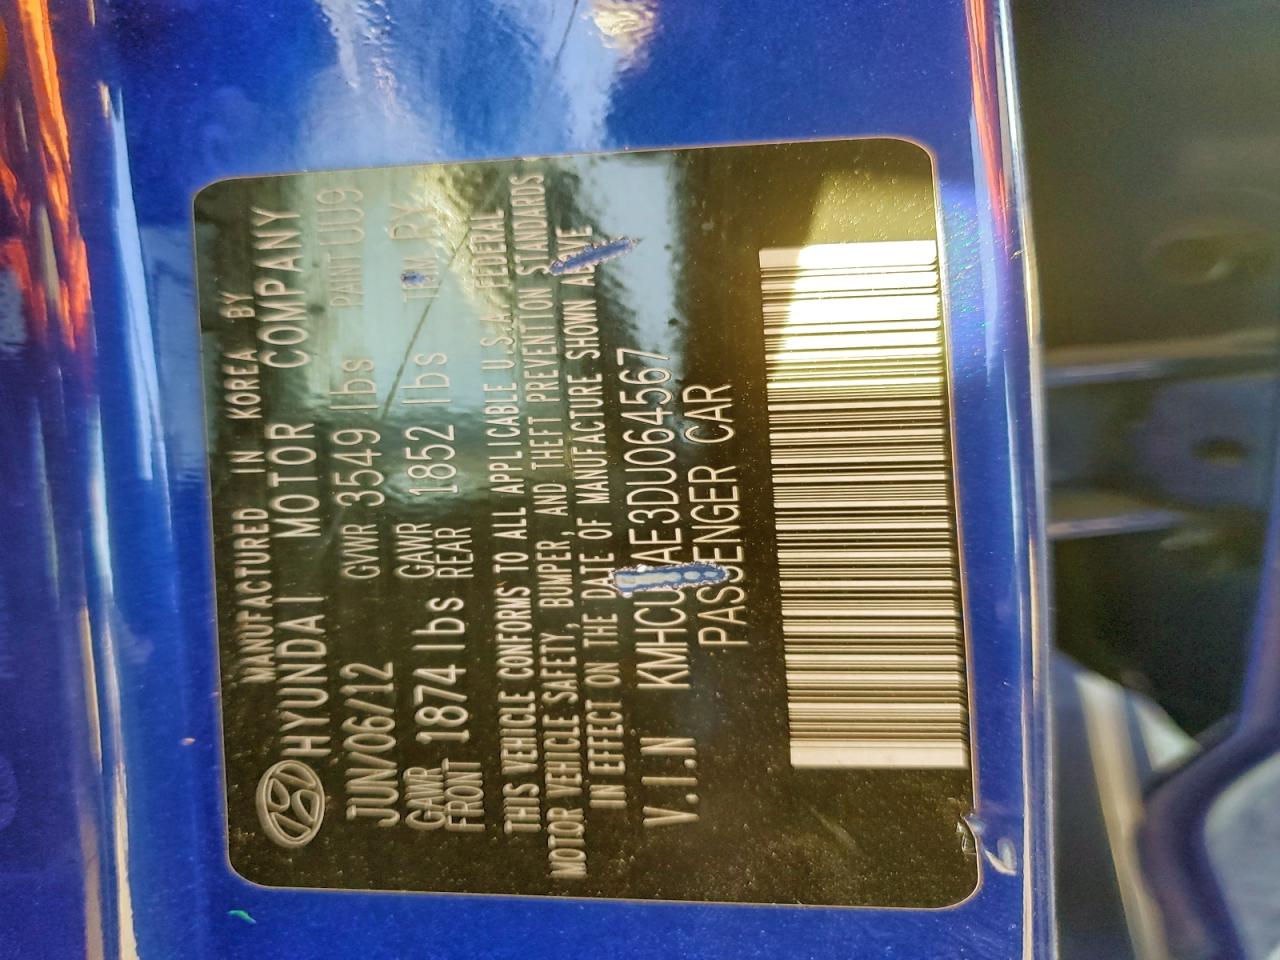 MANUFACTURED IN KOREA BY
HYUNDAI MOTOR COMPANY
JUN/06/12 GVWR 3549 lbs PAINT UU9
GAWR FRONT 1874 lbs GAWR REAR 1852 lbs TRIM RY
THIS VEHICLE CONFORMS TO ALL APPLICABLE U.S.A FEDERAL
MOTOR VEHICLE SAFETY, BUMPER, AND THEFT PREVENTION STANDARDS
IN EFFECT ON THE DATE OF MANUFACTURE SHOWN ABOVE
V.I.N
PASSENGER CAR